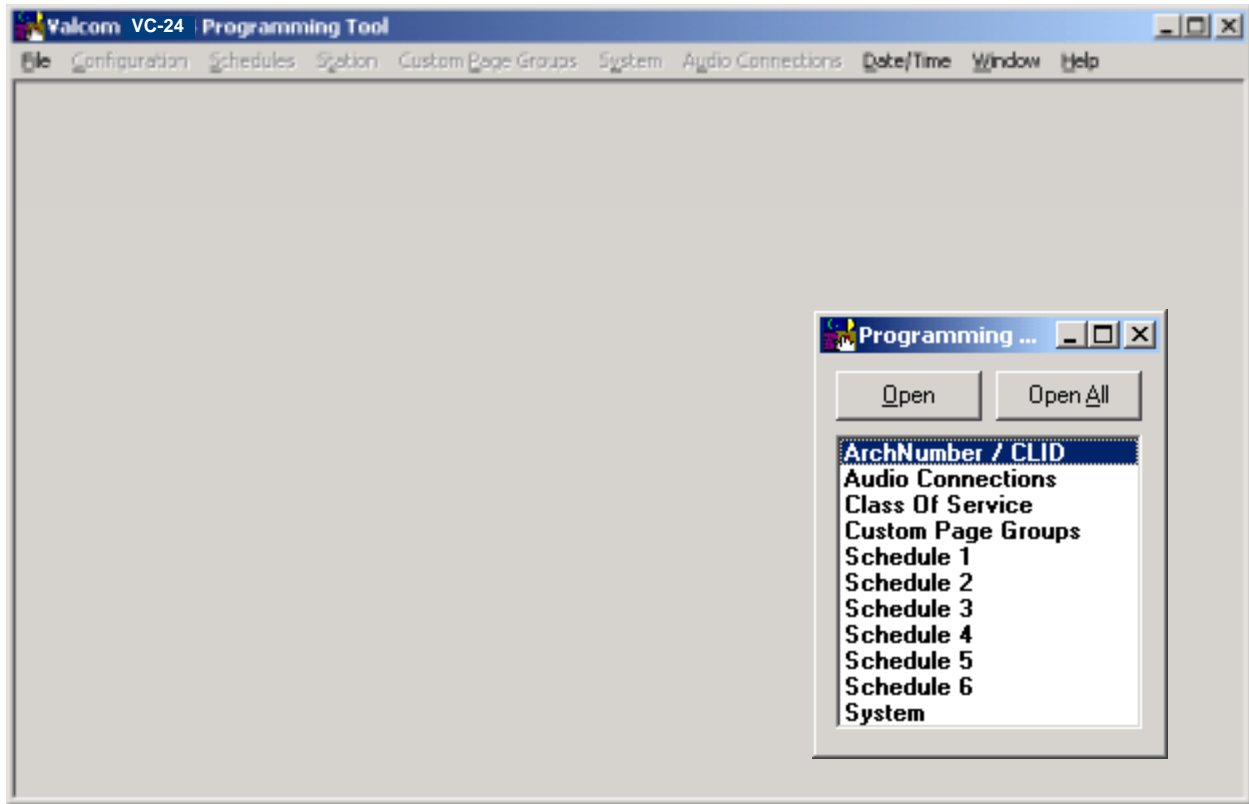 Valcom VC-24 Programming Tool
File Configuration Schedules Station Custom Page Groups System Audio Connections Date/Time Window Help
Programming ...
Open Open All
ArchNumber / CLID
Audio Connections
Class Of Service
Custom Page Groups
Schedule 1
Schedule 2
Schedule 3
Schedule 4
Schedule 5
Schedule 6
System